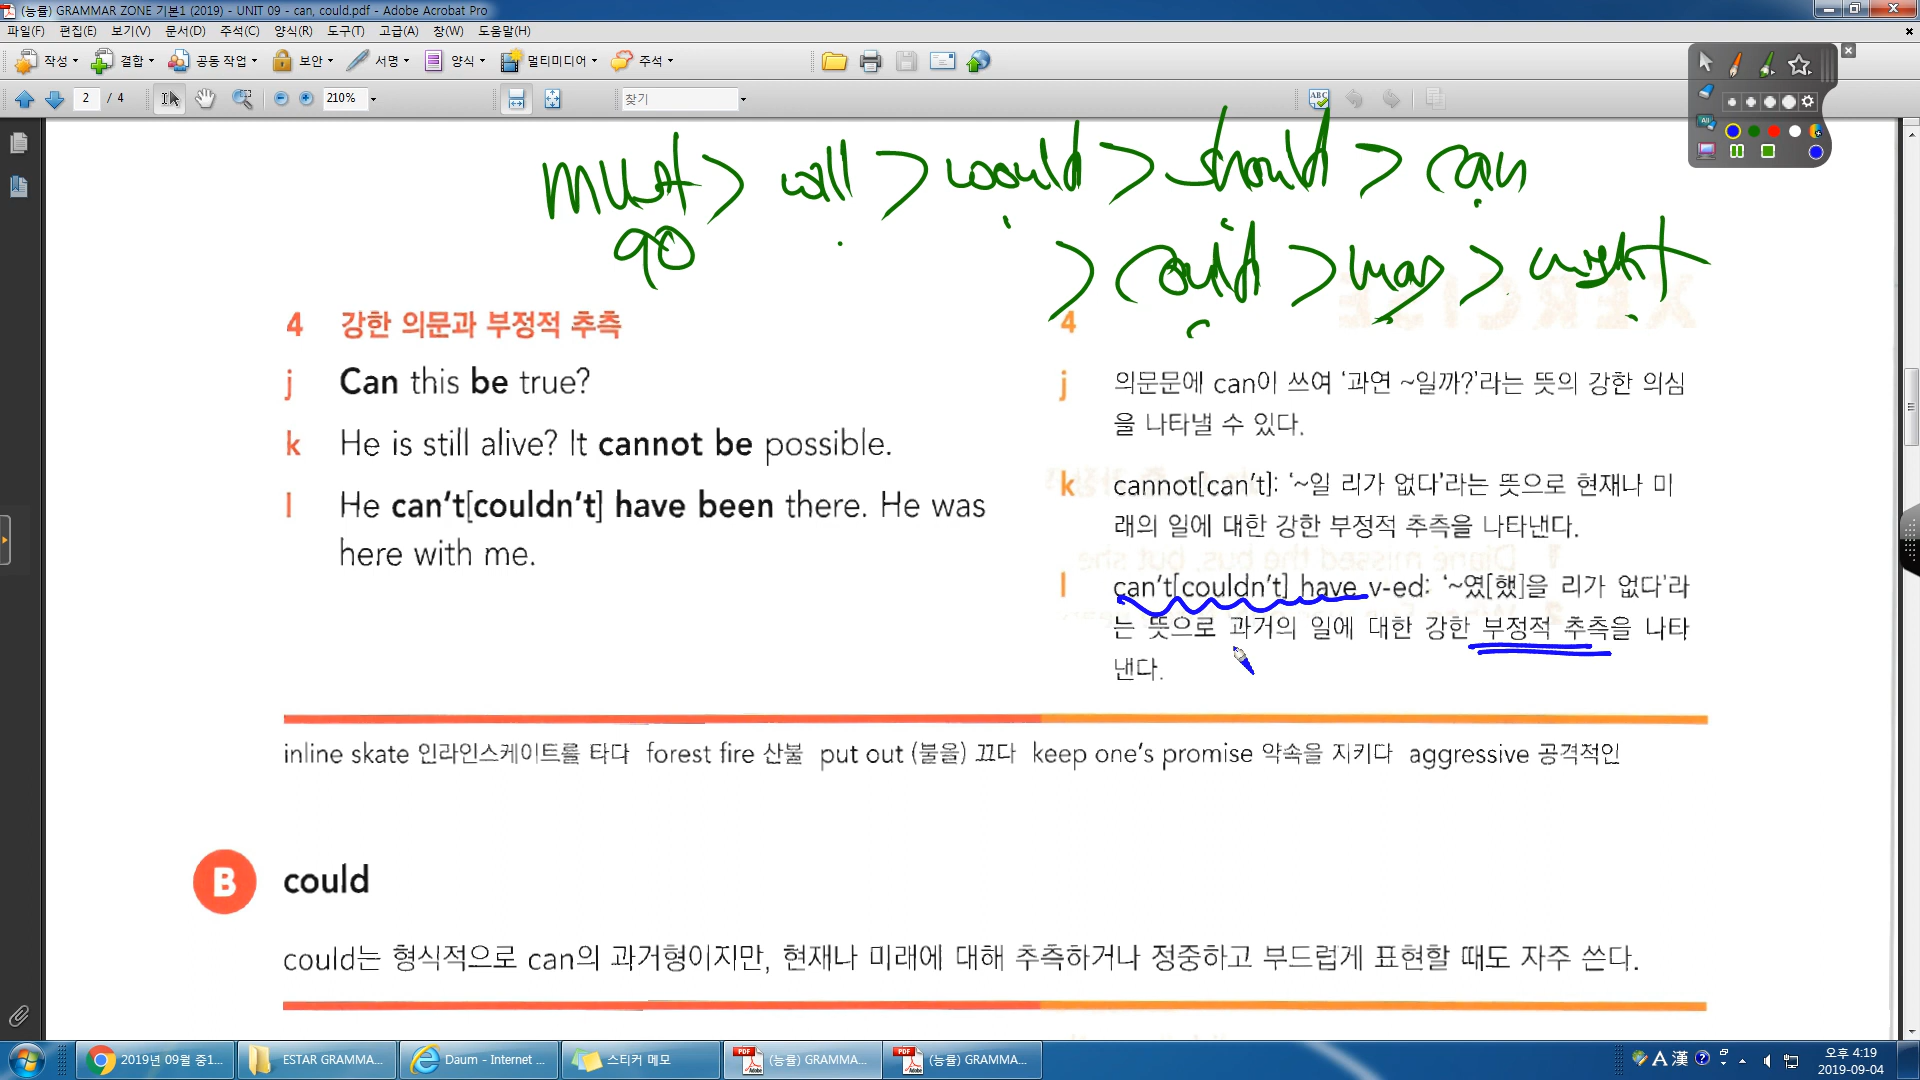 (능률) GRAMMAR ZONE 기본1 (2019) - UNIT 09 - can, could.pdf - Adobe Acrobat Pro
파일(F) 편집(E) 보기(V) 문서(D) 주석(C) 양식(R) 도구(T) 고급(A) 창(W) 도움말(H)
작성 결합 공동 작업 보안 서명 양식 멀티미디어 주석
2 / 4 210% 찾기
must > will > would > should > can
90
> could > may > might
4 강한 의문과 부정적 추측
j Can this be true?
k He is still alive? It cannot be possible.
l He can't[couldn't] have been there. He was
here with me.
4
j 의문문에 can이 쓰여 '과연 ~일까?'라는 뜻의 강한 의심
을 나타낼 수 있다.
k cannot[can't]: '~일 리가 없다'라는 뜻으로 현재나 미
래의 일에 대한 강한 부정적 추측을 나타낸다.
l can't[couldn't] have v-ed: '~였[했]을 리가 없다'라
는 뜻으로 과거의 일에 대한 강한 부정적 추측을 나타
낸다.
inline skate 인라인스케이트를 타다 forest fire 산불 put out (불을) 끄다 keep one's promise 약속을 지키다 aggressive 공격적인
B could
could는 형식적으로 can의 과거형이지만, 현재나 미래에 대해 추측하거나 정중하고 부드럽게 표현할 때도 자주 쓴다.
2019년 09월 중1... ESTAR GRAMMA... Daum - Internet ... 스티커 메모 (능률) GRAMMA... (능률) GRAMMA...
A 漢
오후 4:19
2019-09-04